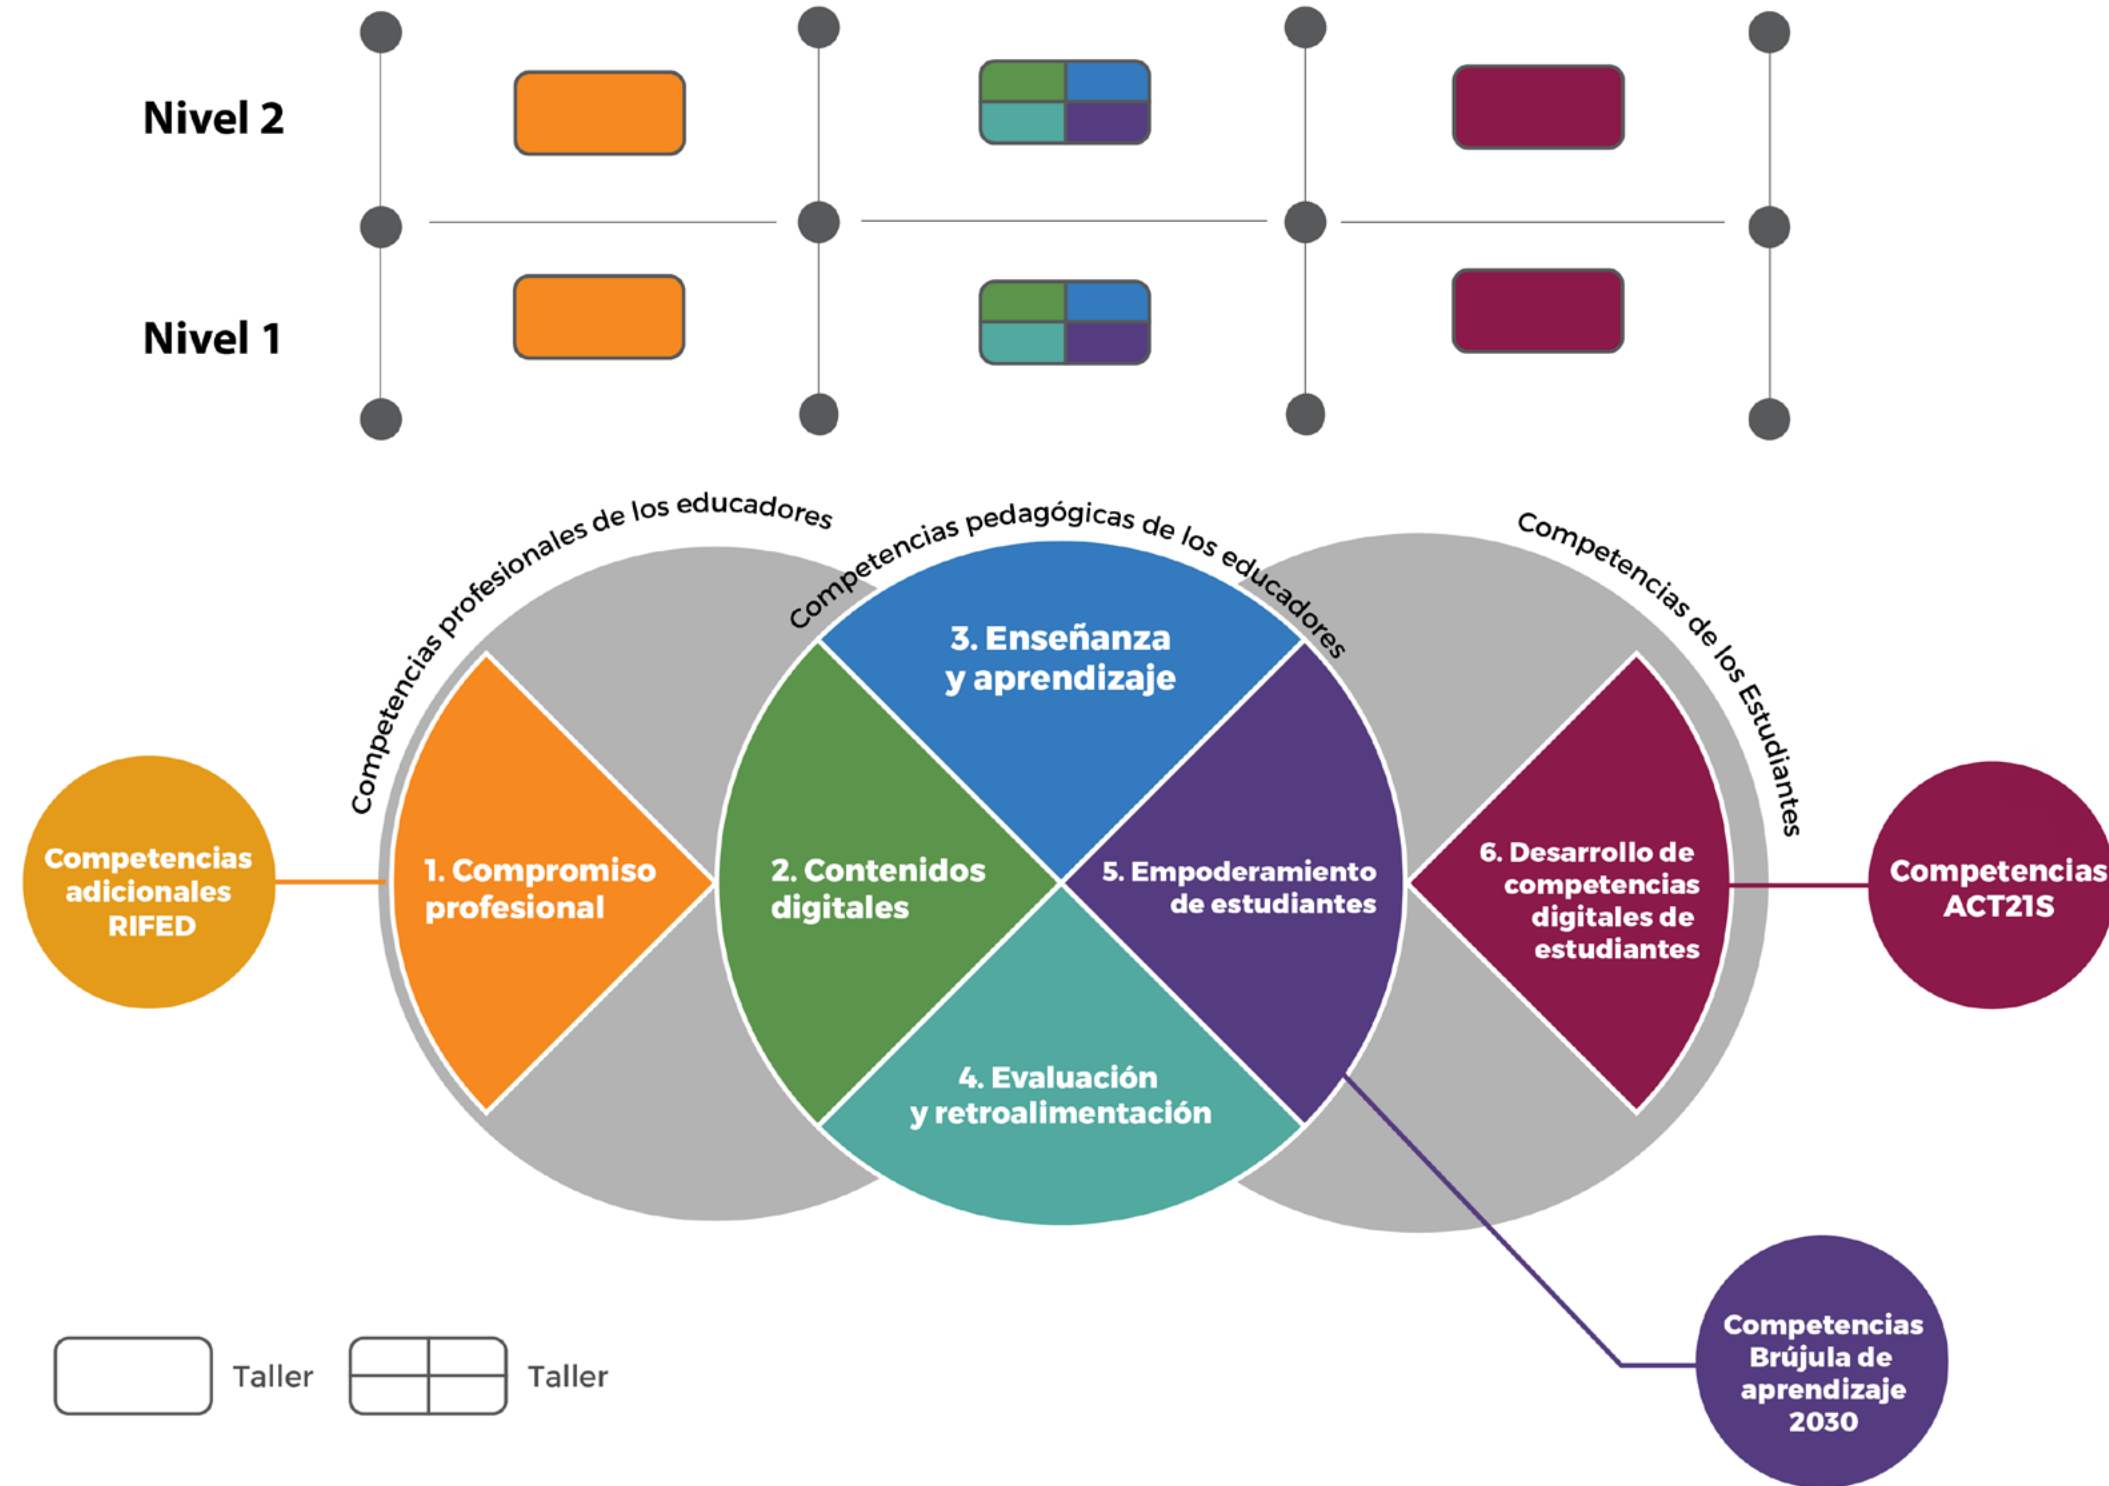 Nivel 2
Nivel 1
Competencias profesionales de los educadores
Competencias pedagógicas de los educadores
Competencias de los Estudiantes
3. Enseñanza
y aprendizaje
Competencias
adicionales
RIFED
1. Compromiso
profesional
2. Contenidos
digitales
5. Empoderamiento
de estudiantes
6. Desarrollo de
competencias
digitales de
estudiantes
Competencias
ACT21S
4. Evaluación
y retroalimentación
Competencias
Brújula de
aprendizaje
2030
Taller
Taller